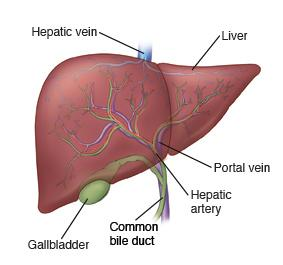 Hepatic vein
Liver
Portal vein
Hepatic
artery
Common
bile duct
Gallbladder